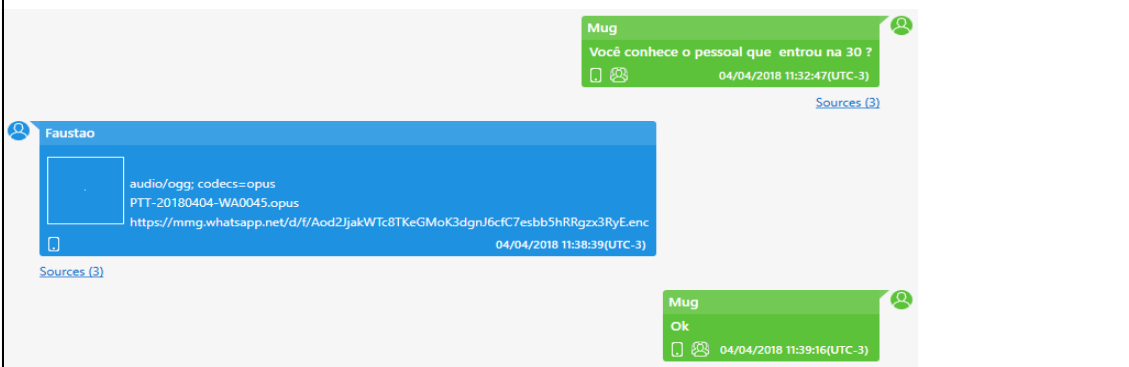 Mug
Você conhece o pessoal que entrou na 30 ?
04/04/2018 11:32:47(UTC-3)
Sources (3)
Faustao
audio/ogg; codecs=opus
PTT-20180404-WA0045.opus
https://mmg.whatsapp.net/d/f/Aod2JjakWTc8TKeGMoK3dgnJ6cfC7esbb5hRRgzx3RyE.enc
04/04/2018 11:38:39(UTC-3)
Sources (3)
Mug
Ok
04/04/2018 11:39:16(UTC-3)